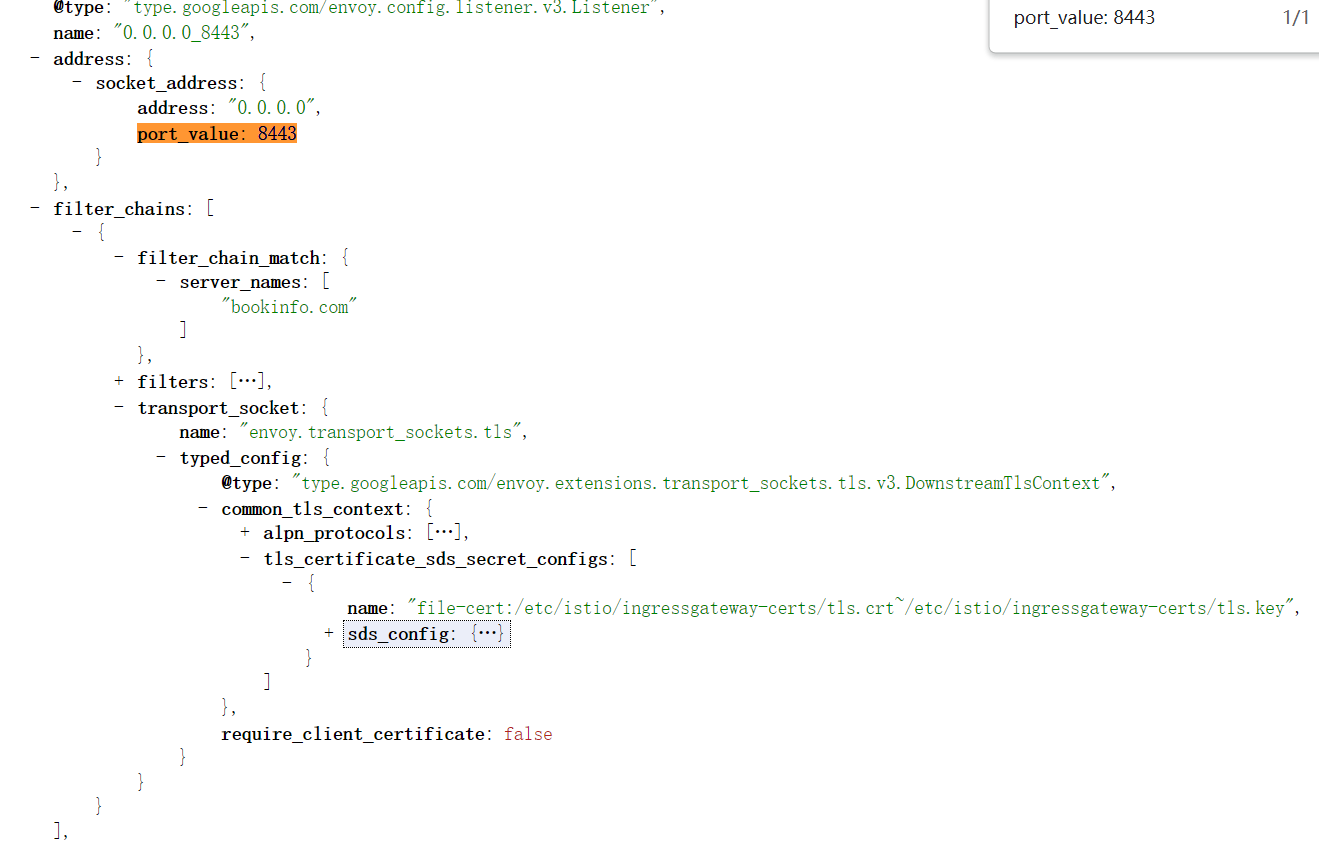 @type: "type.googleapis.com/envoy.config.listener.v3.Listener",
port_value: 8443 1/1
name: "0.0.0.0_8443",
- address: {
- socket_address: {
address: "0.0.0.0",
port_value: 8443
}
},
- filter_chains: [
- {
- filter_chain_match: {
- server_names: [
"bookinfo.com"
]
},
+ filters: […],
- transport_socket: {
name: "envoy.transport_sockets.tls",
- typed_config: {
@type: "type.googleapis.com/envoy.extensions.transport_sockets.tls.v3.DownstreamTlsContext",
- common_tls_context: {
+ alpn_protocols: […],
- tls_certificate_sds_secret_configs: [
- {
name: "file-cert:/etc/istio/ingressgateway-certs/tls.crt~/etc/istio/ingressgateway-certs/tls.key",
+ sds_config: {…}
}
]
},
require_client_certificate: false
}
}
}
],